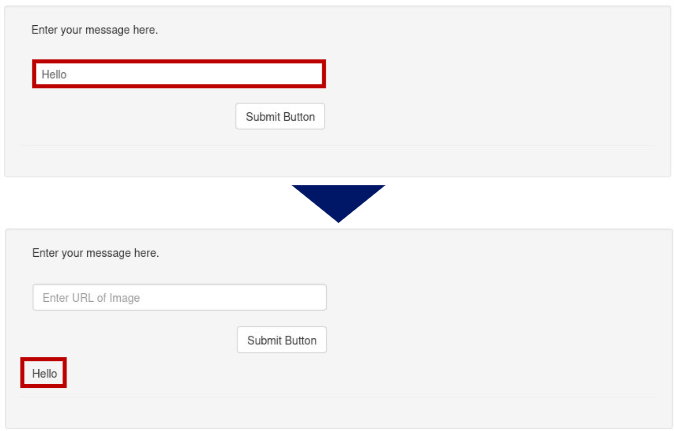 Enter your message here.
Hello
Submit Button
Enter your message here.
Enter URL of Image
Submit Button
Hello